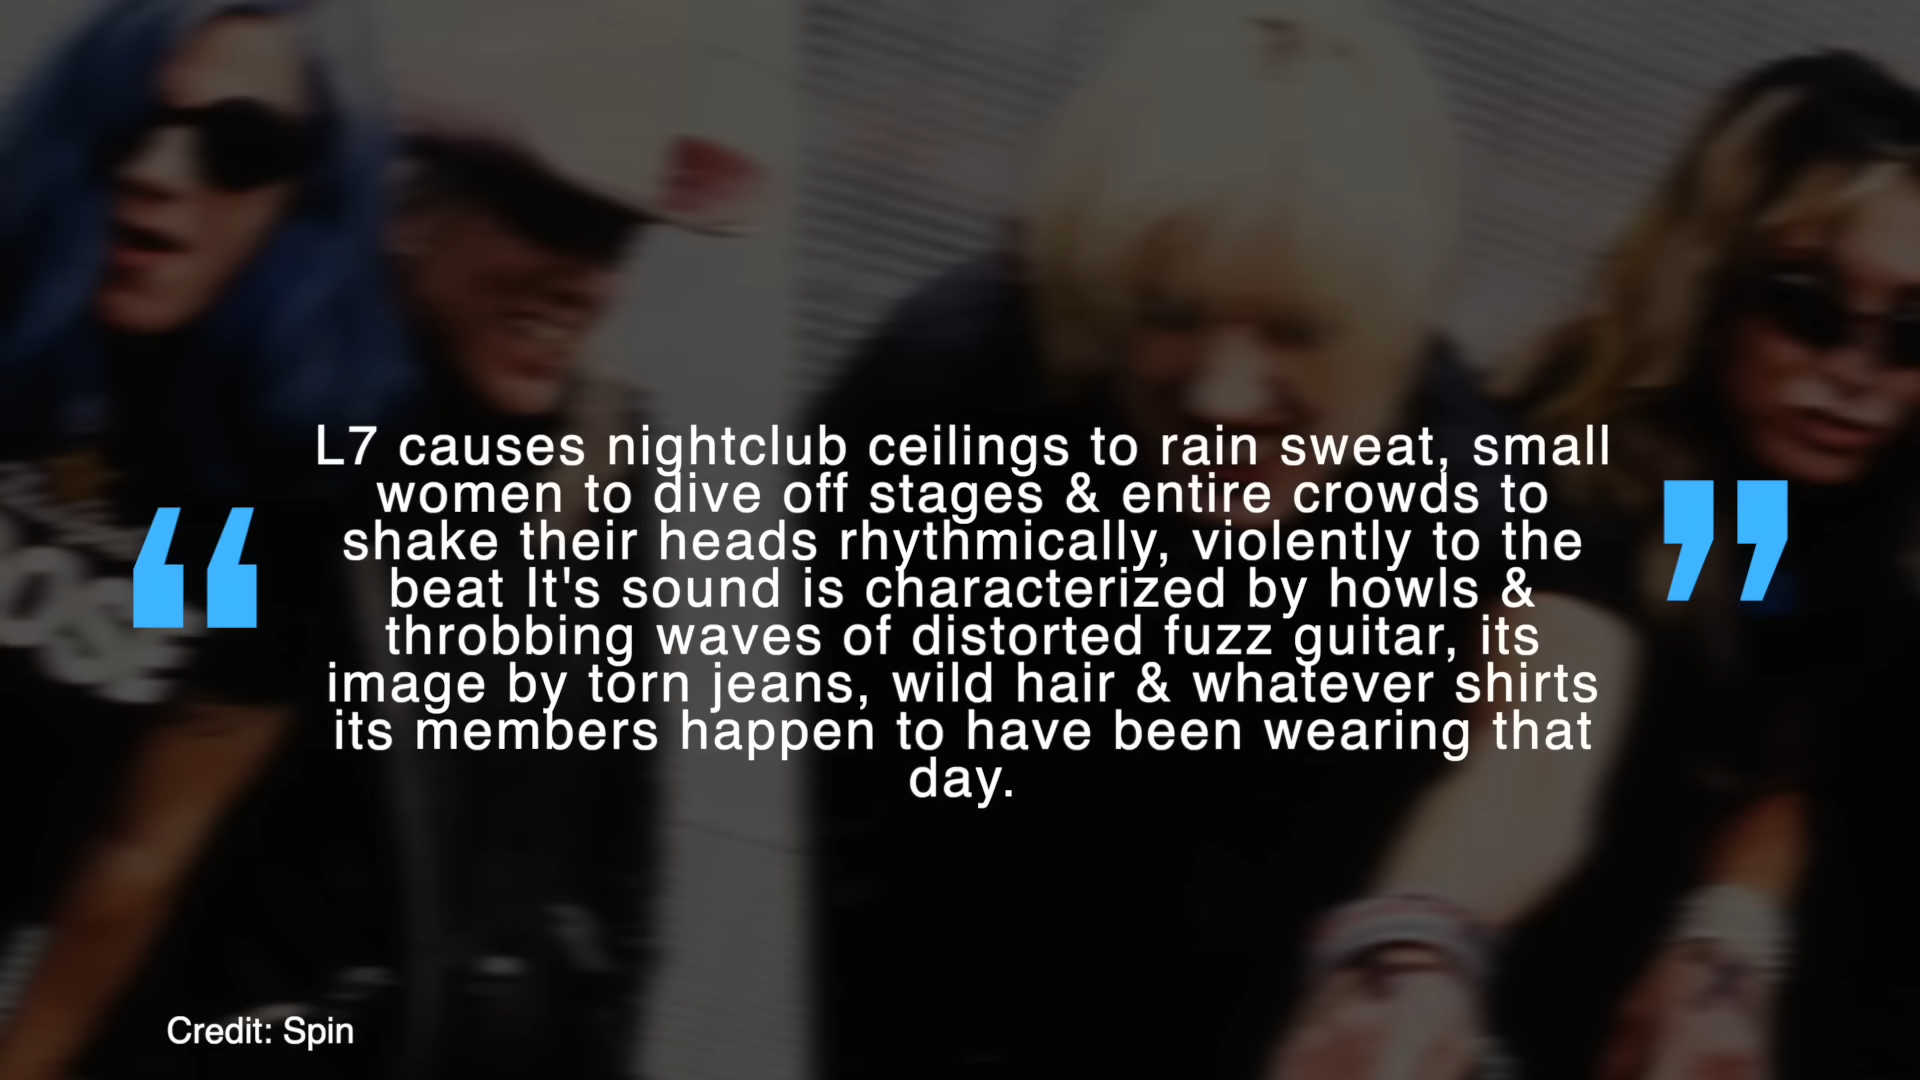 L7 causes nightclub ceilings to rain sweat, small
women to dive off stages & entire crowds to
shake their heads rhythmically, violently to the
beat It's sound is characterized by howls &
throbbing waves of distorted fuzz guitar, its
image by torn jeans, wild hair & whatever shirts
its members happen to have been wearing that
day.
Credit: Spin